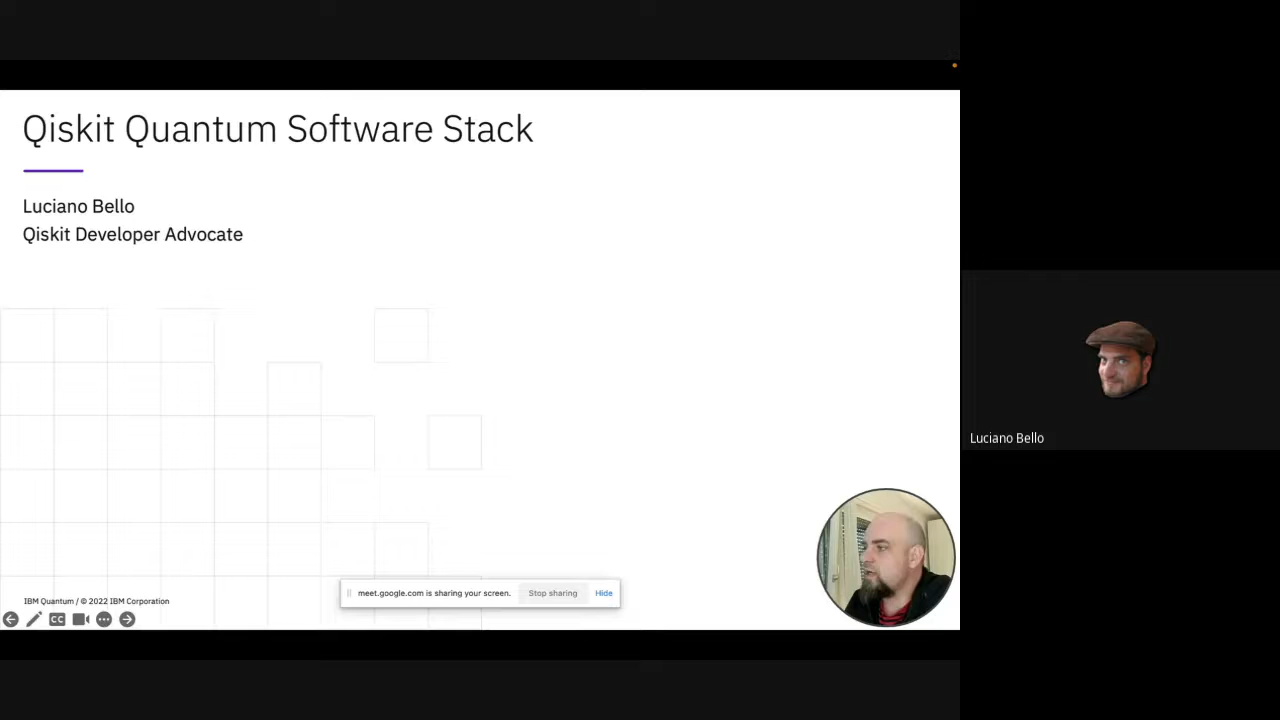 Qiskit Quantum Software Stack
Luciano Bello
Qiskit Developer Advocate
Luciano Bello
meet.google.com is sharing your screen. Stop sharing Hide
IBM Quantum / © 2022 IBM Corporation
CC